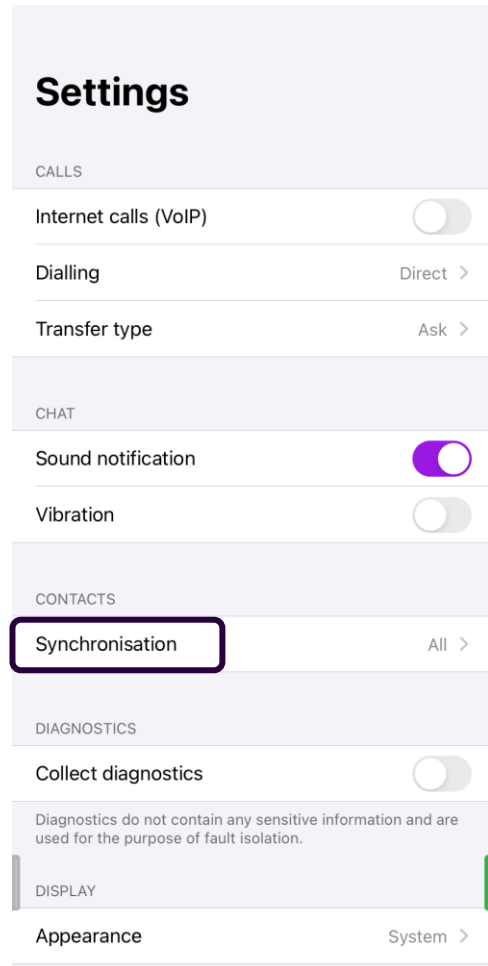 Settings
CALLS
Internet calls (VoIP)
Dialling Direct
Transfer type Ask
CHAT
Sound notification
Vibration
CONTACTS
Synchronisation All
DIAGNOSTICS
Collect diagnostics
Diagnostics do not contain any sensitive information and are
used for the purpose of fault isolation.
DISPLAY
Appearance System